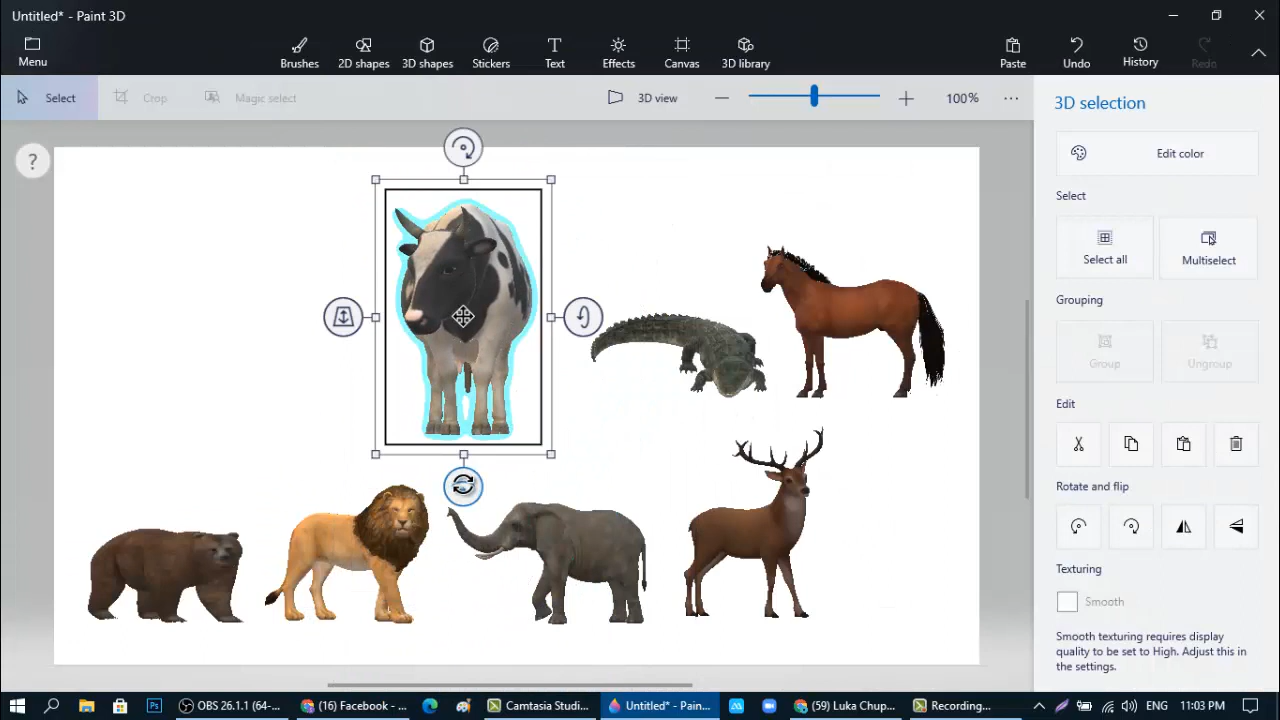 Untitled* - Paint 3D
Menu
Brushes
2D shapes
3D shapes
Stickers
Text
Effects
Canvas
3D library
Paste
Undo
History
Redo
Select
Crop
Magic select
3D view
100%
?
3D selection
Edit color
Select
Select all
Multiselect
Grouping
Group
Ungroup
Edit
Rotate and flip
Texturing
Smooth
Smooth texturing requires display
quality to be set to High. Adjust this in
the settings.
Ps
OBS 26.1.1 (64-...
(16) Facebook - ...
Camtasia Studi...
Untitled* - Pain...
(59) Luka Chup...
Recording...
ENG
11:03 PM